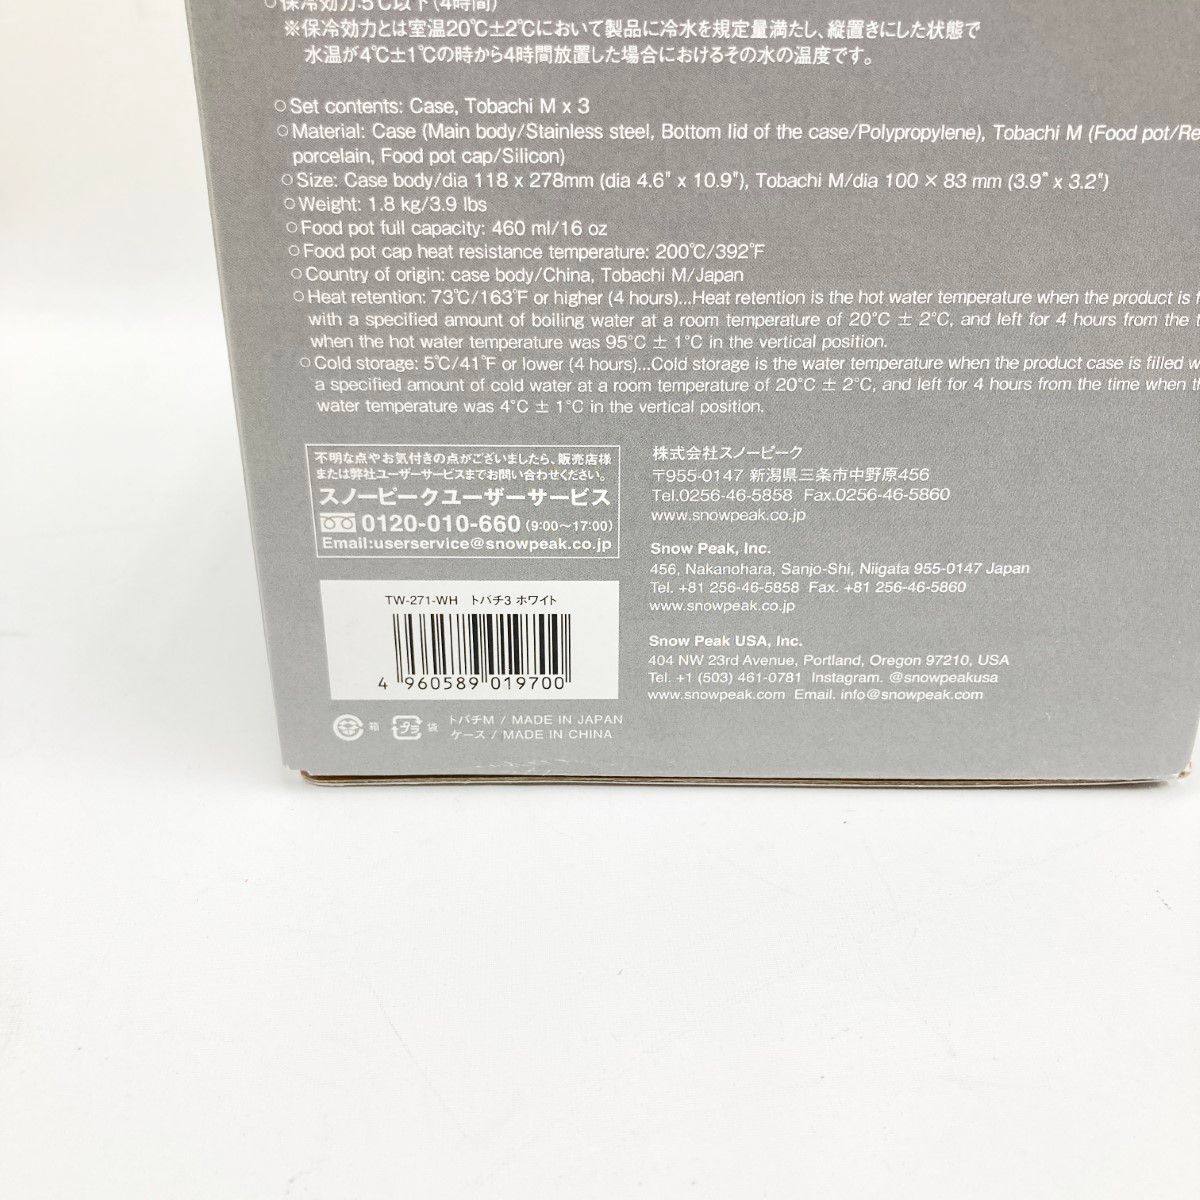 ○保冷効力:5℃以下(4時間)
※保冷効力とは室温20℃±2℃において製品に冷水を規定量満たし、縦置きにした状態で
水温が4℃±1℃の時から4時間放置した場合におけるその水の温度です。
○Set contents: Case, Tobachi M x 3
○Material: Case (Main body/Stainless steel, Bottom lid of the case/Polypropylene), Tobachi M (Food pot/Re
porcelain, Food pot cap/Silicon)
○Size: Case body/dia 118 x 278mm (dia 4.6" x 10.9"), Tobachi M/dia 100 × 83 mm (3.9" x 3.2")
○Weight: 1.8 kg/3.9 lbs
○Food pot full capacity: 460 ml/16 oz
○Food pot cap heat resistance temperature: 200℃/392℉
○Country of origin: case body/China, Tobachi M/Japan
○Heat retention: 73℃/163℉ or higher (4 hours)...Heat retention is the hot water temperature when the product is f
with a specified amount of boiling water at a room temperature of 20°C ± 2°C, and left for 4 hours from the t
when the hot water temperature was 95°C ± 1°C in the vertical position.
○Cold storage: 5℃/41℉ or lower (4 hours)...Cold storage is the water temperature when the product case is filled w
a specified amount of cold water at a room temperature of 20°C ± 2°C, and left for 4 hours from the time when th
water temperature was 4°C ± 1°C in the vertical position.
不明な点やお気付きの点がございましたら、販売店様
または弊社ユーザーサービスまでお問い合わせください。
スノーピークユーザーサービス
0120-010-660 (9:00～17:00)
Email:userservice@snowpeak.co.jp
株式会社スノーピーク
〒955-0147 新潟県三条市中野原456
Tel.0256-46-5858 Fax.0256-46-5860
www.snowpeak.co.jp
Snow Peak, Inc.
456, Nakanohara, Sanjo-Shi, Niigata 955-0147 Japan
Tel. +81 256-46-5858 Fax. +81 256-46-5860
www.snowpeak.co.jp
Snow Peak USA, Inc.
404 NW 23rd Avenue, Portland, Oregon 97210, USA
Tel. +1 (503) 461-0781 Instagram. @snowpeakusa
www.snowpeak.com Email. info@snowpeak.com
TW-271-WH トバチ3 ホワイト
4 960589 019700
箱 プラ 袋
トバチM / MADE IN JAPAN
ケース / MADE IN CHINA